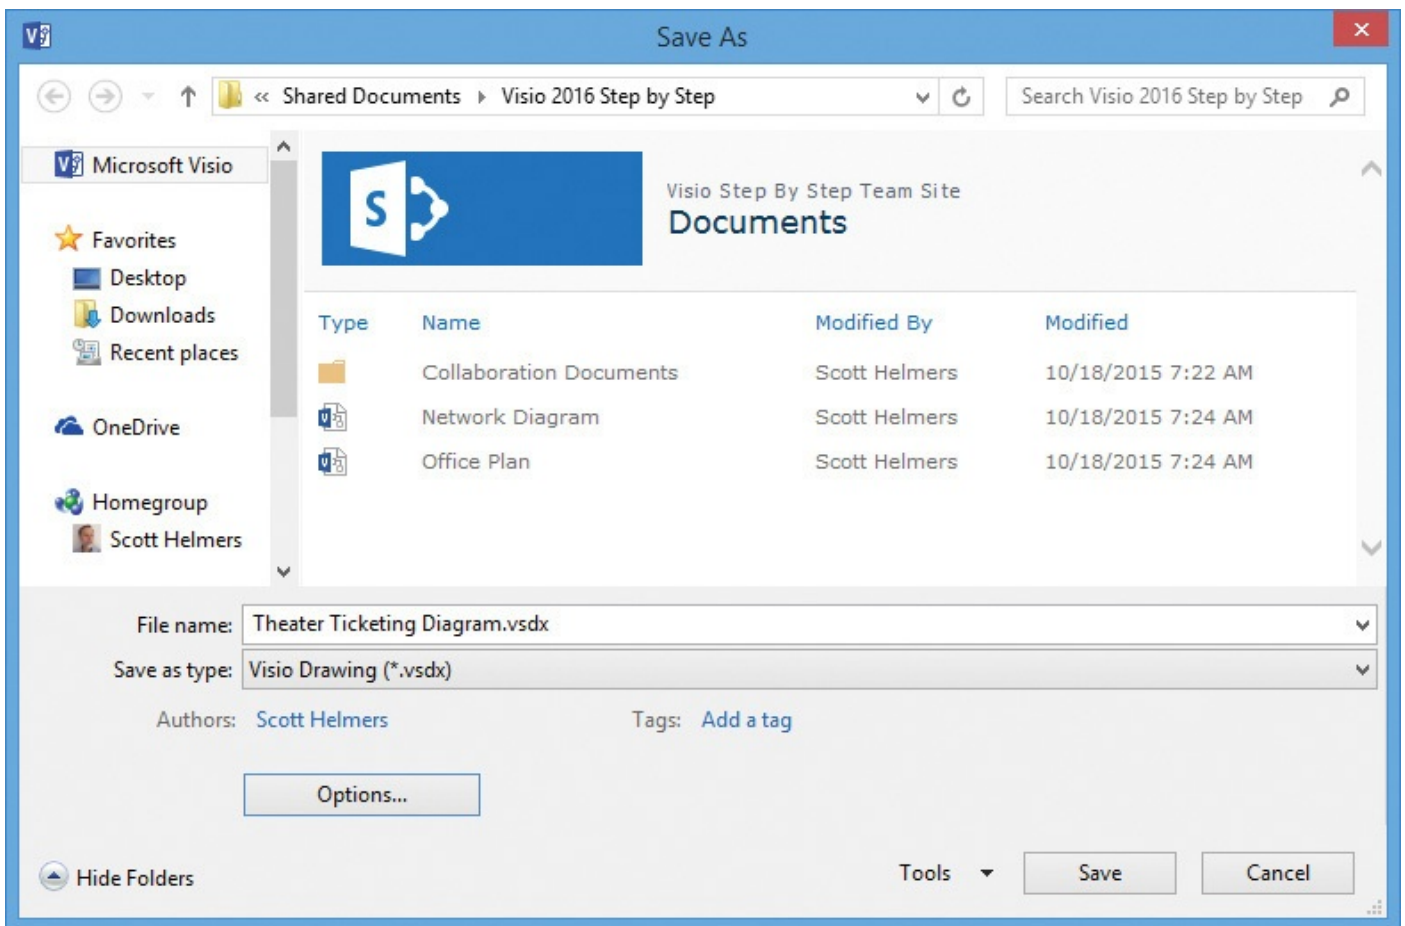 Save As
« Shared Documents Visio 2016 Step by Step
Search Visio 2016 Step by Step
Microsoft Visio
Favorites
Desktop
Downloads
Recent places
OneDrive
Homegroup
Scott Helmers
S
Visio Step By Step Team Site
Documents
Type Name Modified By Modified
Collaboration Documents Scott Helmers 10/18/2015 7:22 AM
Network Diagram Scott Helmers 10/18/2015 7:24 AM
Office Plan Scott Helmers 10/18/2015 7:24 AM
File name: Theater Ticketing Diagram.vsdx
Save as type: Visio Drawing (*.vsdx)
Authors: Scott Helmers Tags: Add a tag
Options...
Hide Folders Tools Save Cancel